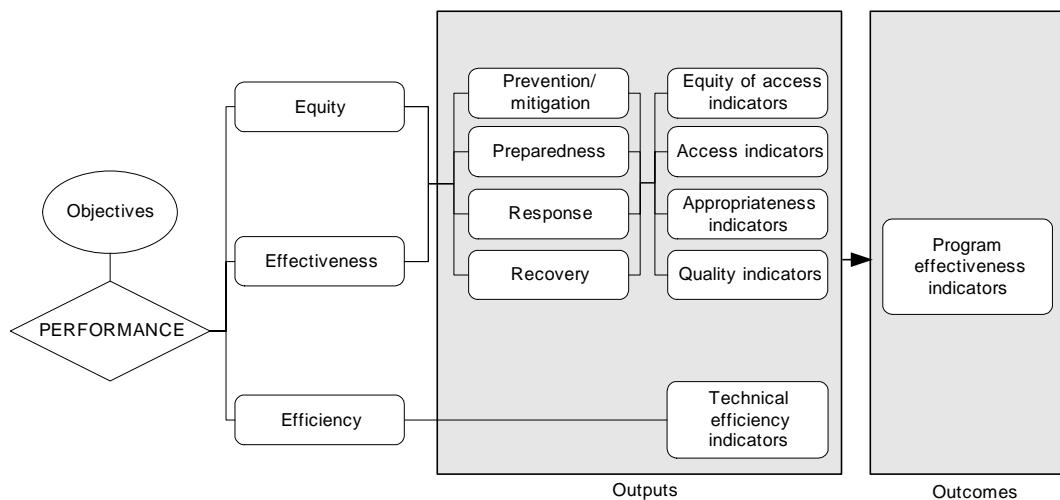 Objectives
PERFORMANCE
Equity
Effectiveness
Efficiency
Prevention/
mitigation
Preparedness
Response
Recovery
Equity of access
indicators
Access indicators
Appropriateness
indicators
Quality indicators
Technical
efficiency
indicators
Outputs
Program
effectiveness
indicators
Outcomes